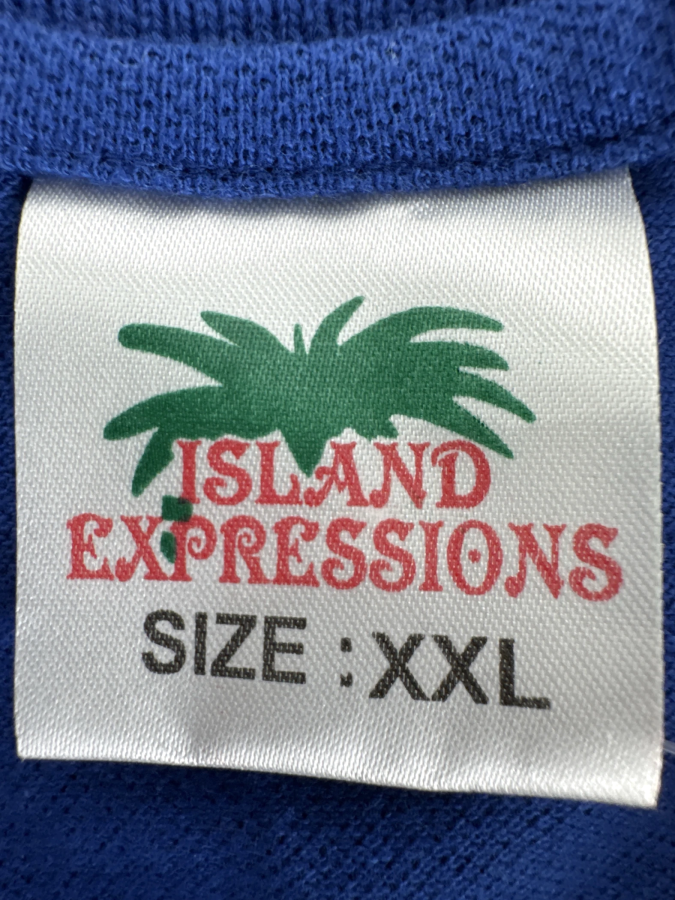 ISLAND
EXPRESSIONS
SIZE : XXL